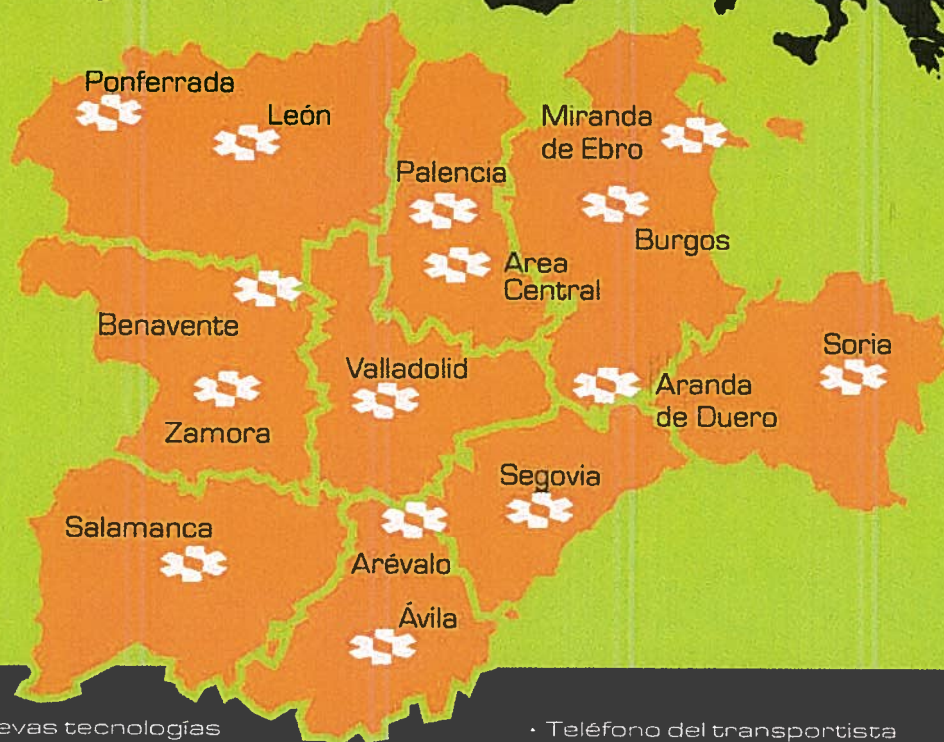 Ponferrada
León
Miranda
de Ebro
Palencia
Burgos
Area
Central
Benavente
Soria
Valladolid
Aranda
de Duero
Zamora
Segovia
Salamanca
Arévalo
Ávila
tecnologías
• Teléfono del transportista